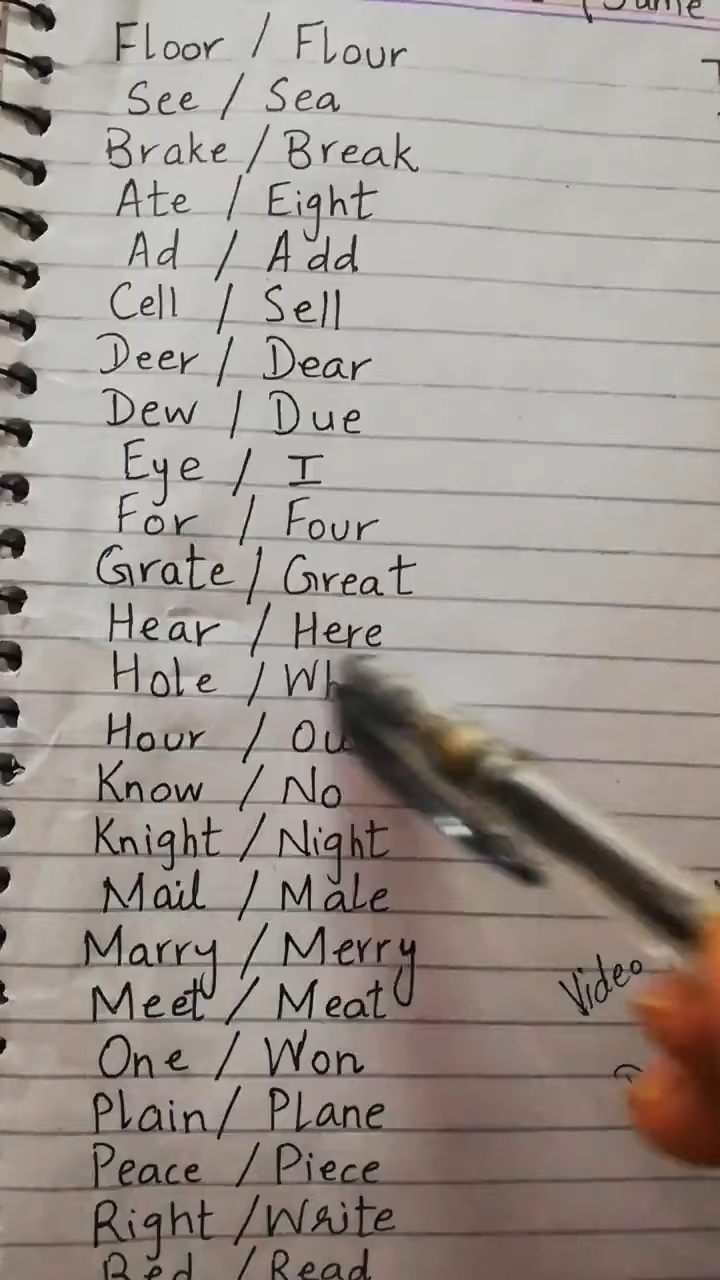 Same
Floor / Flour
See / Sea
Brake / Break
Ate / Eight
Ad / Add
Cell / Sell
Deer / Dear
Dew / Due
Eye / I
For / Four
Grate / Great
Hear / Here
Hole /
Hour /
Know / No
Knight / Night
Mail / Male
Marry / Merry
Meet / Meat
Video
One / Won
Plain / Plane
Peace / Piece
Right / Write
Red / Read